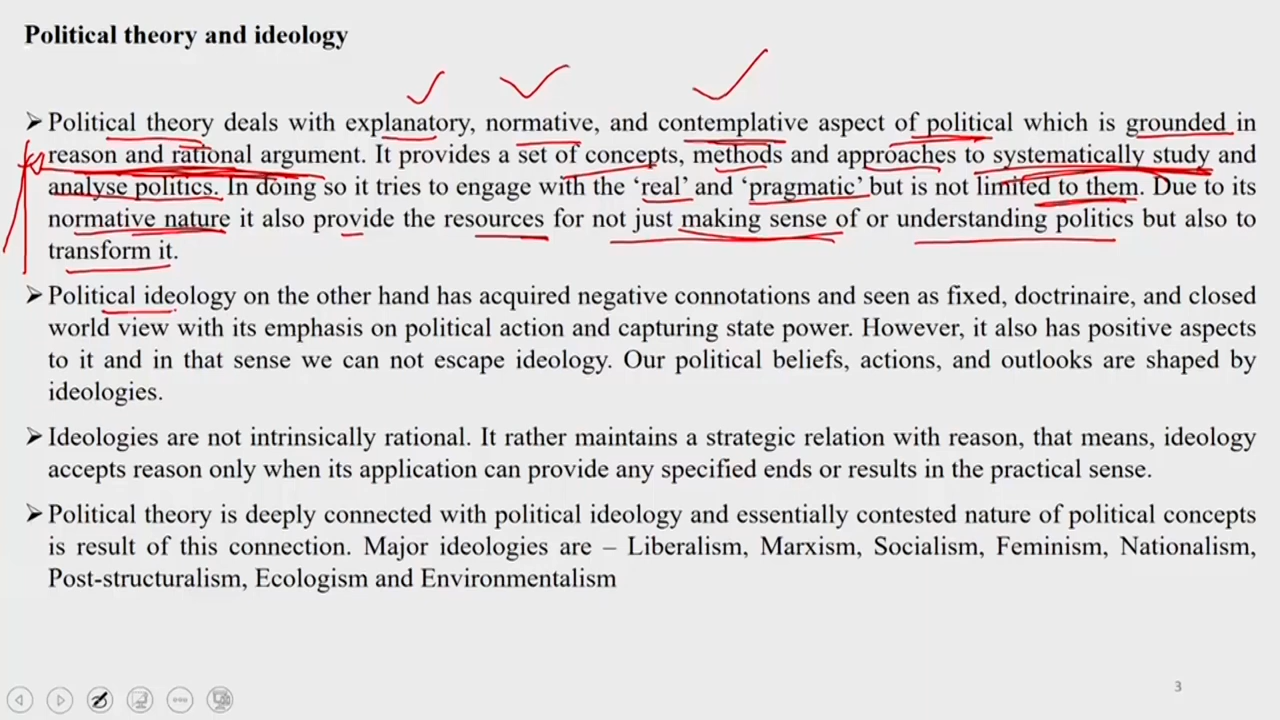 Political theory and ideology
➤Political theory deals with explanatory, normative, and contemplative aspect of political which is grounded in
reason and rational argument. It provides a set of concepts, methods and approaches to systematically study and
analyse politics. In doing so it tries to engage with the ‘real’ and ‘pragmatic’ but is not limited to them. Due to its
normative nature it also provide the resources for not just making sense of or understanding politics but also to
transform it.
➤Political ideology on the other hand has acquired negative connotations and seen as fixed, doctrinaire, and closed
world view with its emphasis on political action and capturing state power. However, it also has positive aspects
to it and in that sense we can not escape ideology. Our political beliefs, actions, and outlooks are shaped by
ideologies.
➤Ideologies are not intrinsically rational. It rather maintains a strategic relation with reason, that means, ideology
accepts reason only when its application can provide any specified ends or results in the practical sense.
➤Political theory is deeply connected with political ideology and essentially contested nature of political concepts
is result of this connection. Major ideologies are – Liberalism, Marxism, Socialism, Feminism, Nationalism,
Post-structuralism, Ecologism and Environmentalism
3